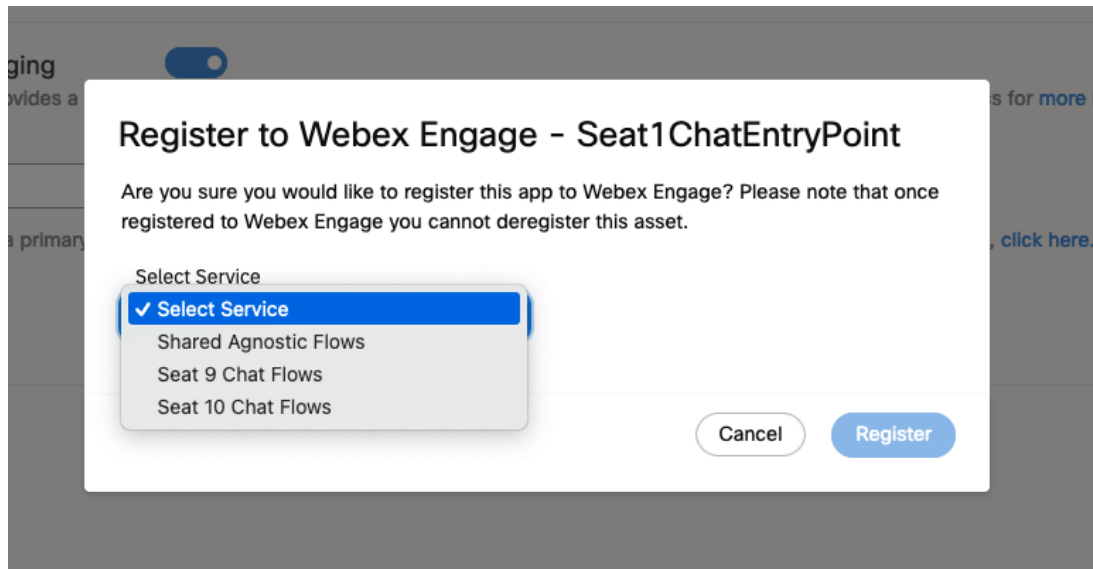 ging
ovides a
s for more
Register to Webex Engage - Seat1ChatEntryPoint
Are you sure you would like to register this app to Webex Engage? Please note that once
registered to Webex Engage you cannot deregister this asset.
a primary
, click here.
Select Service
✓ Select Service
Shared Agnostic Flows
Seat 9 Chat Flows
Seat 10 Chat Flows
Cancel
Register